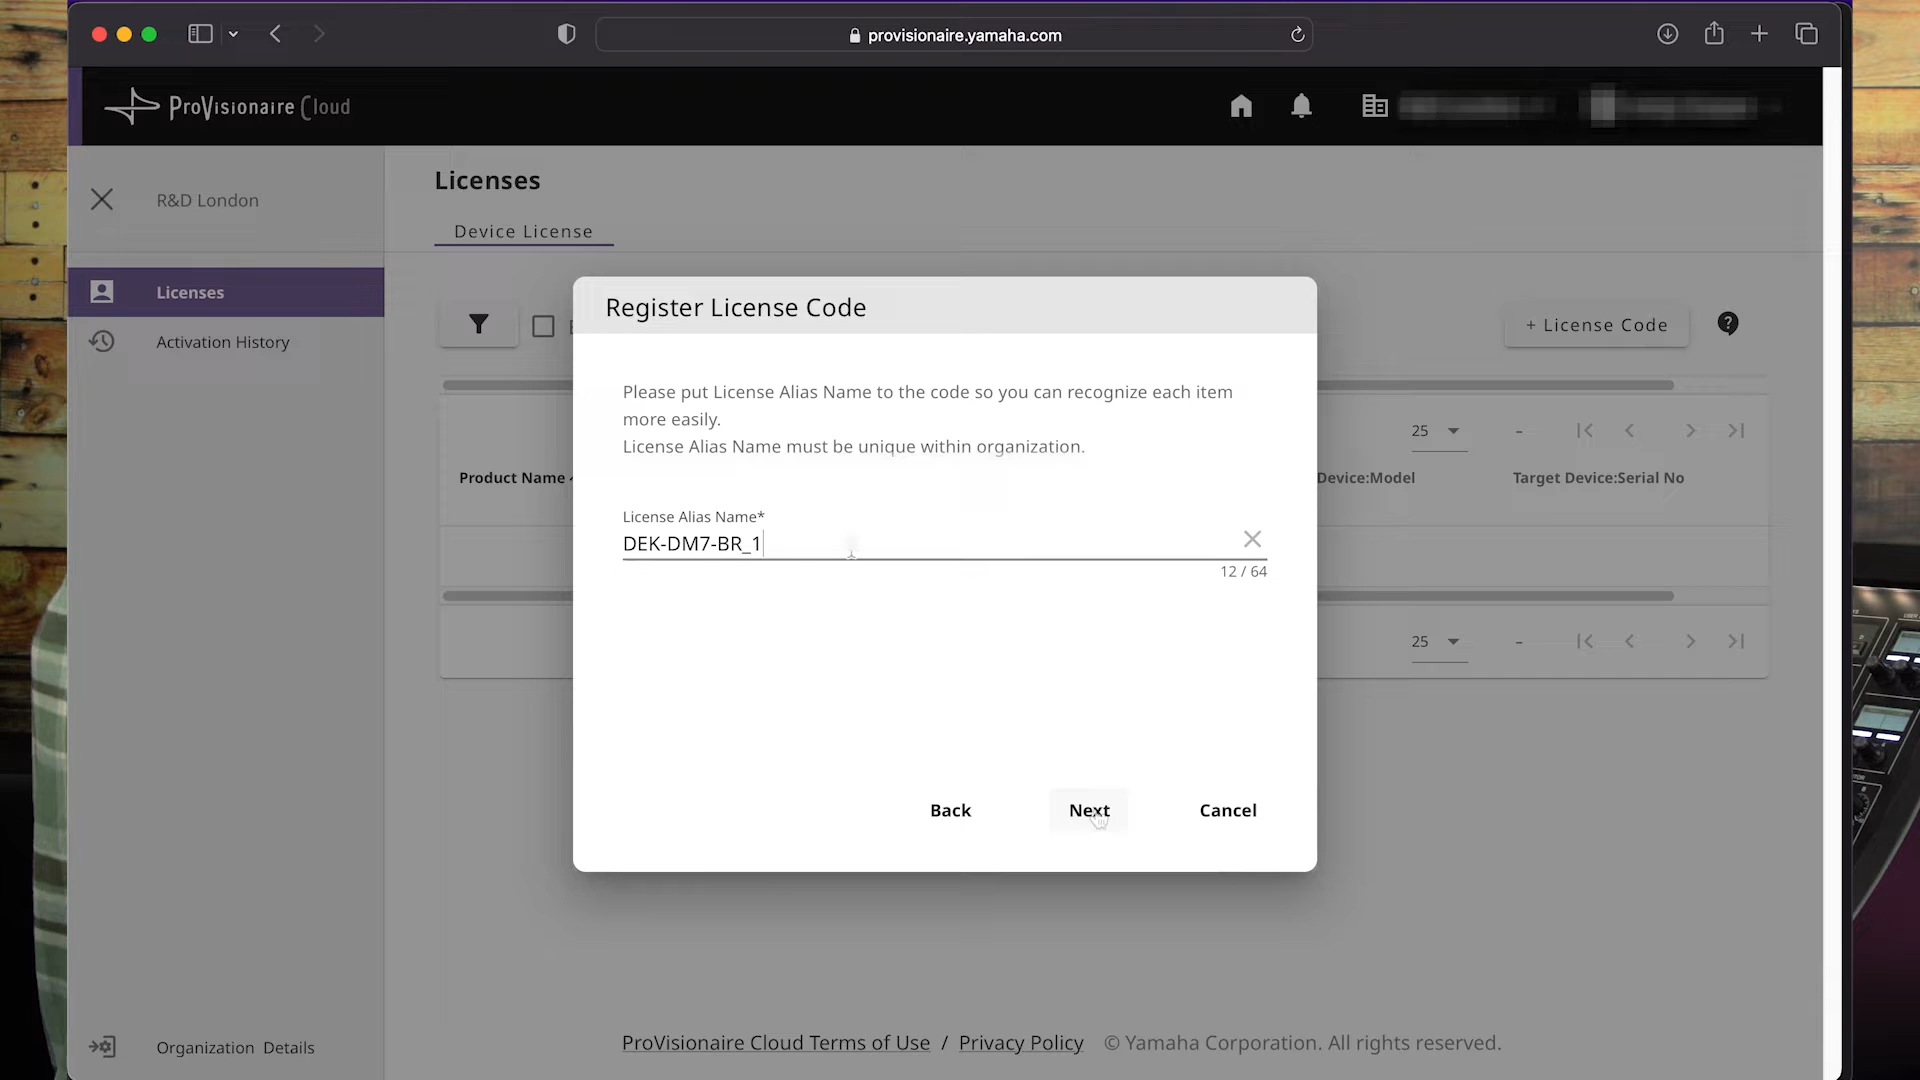 provisionaire.yamaha.com
ProVisionaire Cloud
R&D London
Licenses
Activation History
Organization Details
Licenses
Device License
+ License Code
?
25 -
Product Name
Device:Model
Target Device:Serial No
25 -
Register License Code
Please put License Alias Name to the code so you can recognize each item
more easily.
License Alias Name must be unique within organization.
License Alias Name*
DEK-DM7-BR_1
12 / 64
Back Next Cancel
ProVisionaire Cloud Terms of Use / Privacy Policy © Yamaha Corporation. All rights reserved.